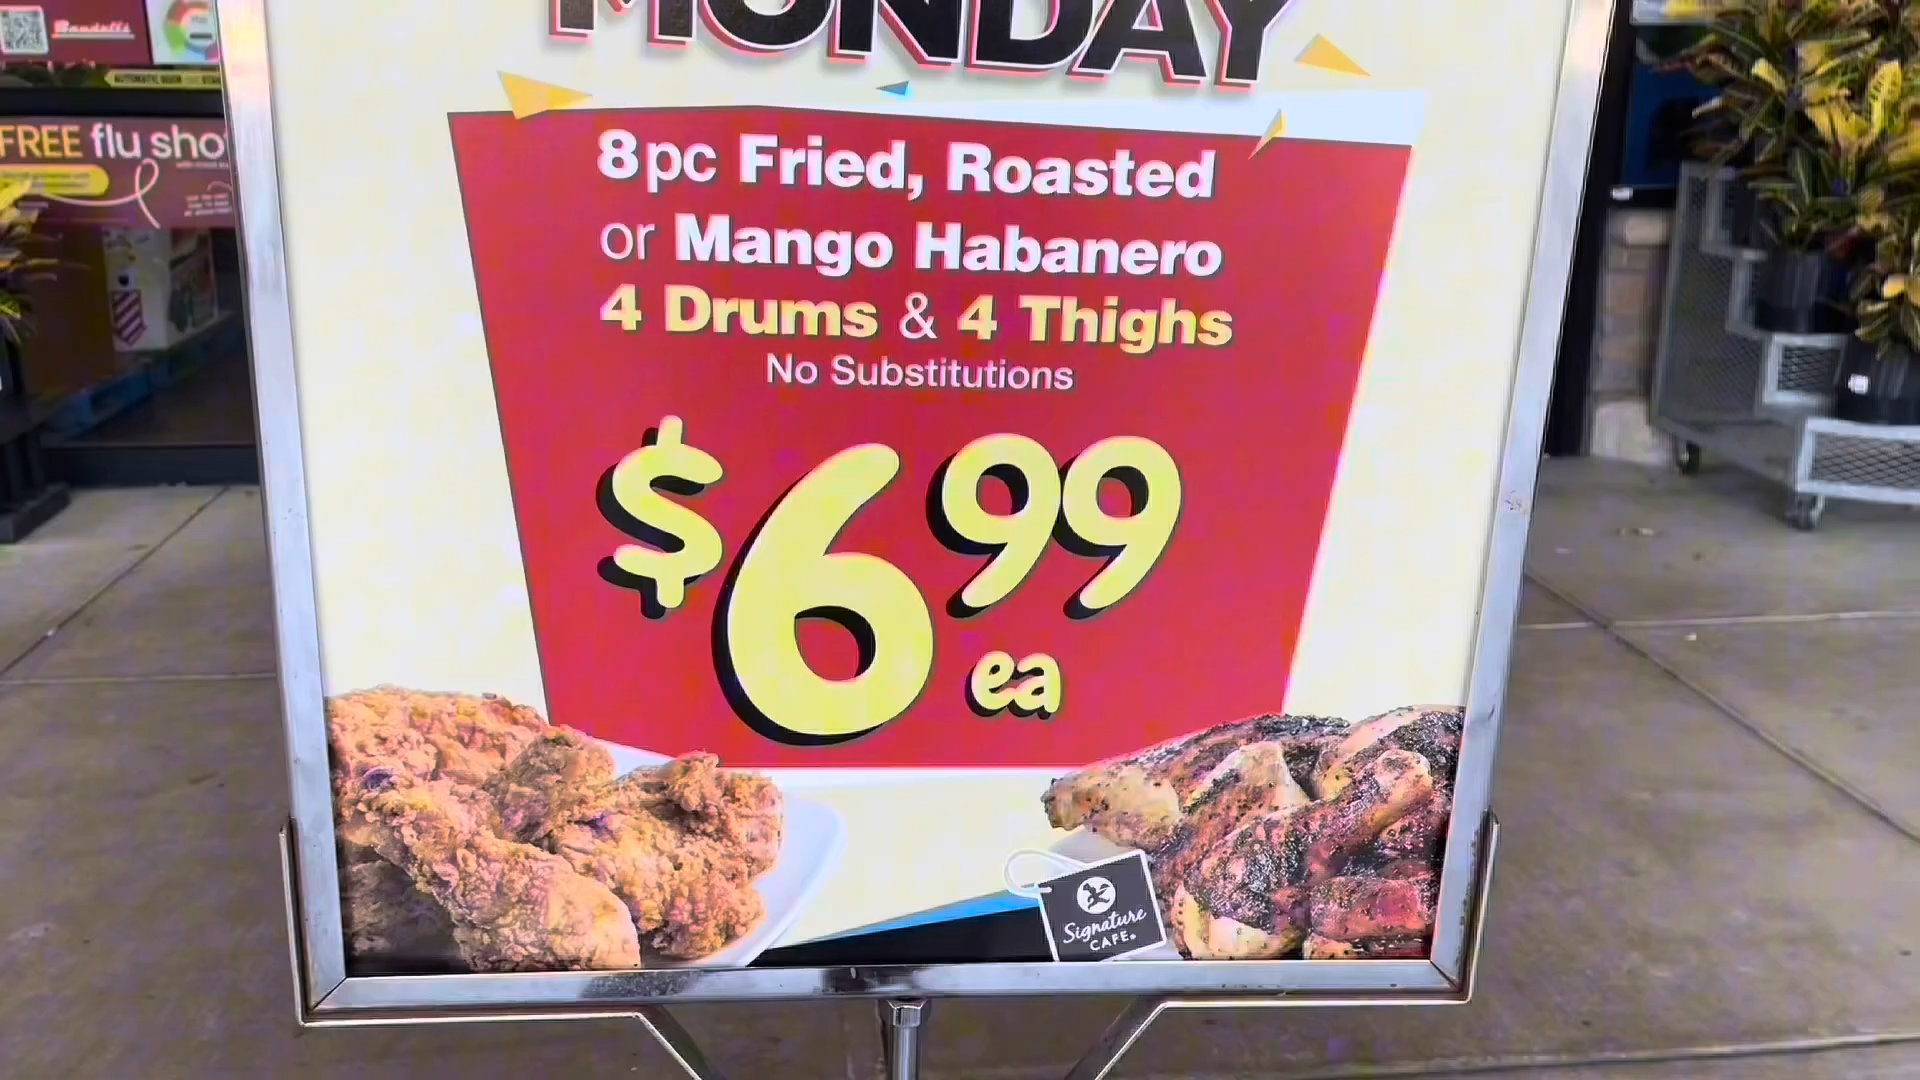 MONDAY
8pc Fried, Roasted
or Mango Habanero
4 Drums & 4 Thighs
No Substitutions
$6.99
ea
Signature
CAFE
FREE flu sho